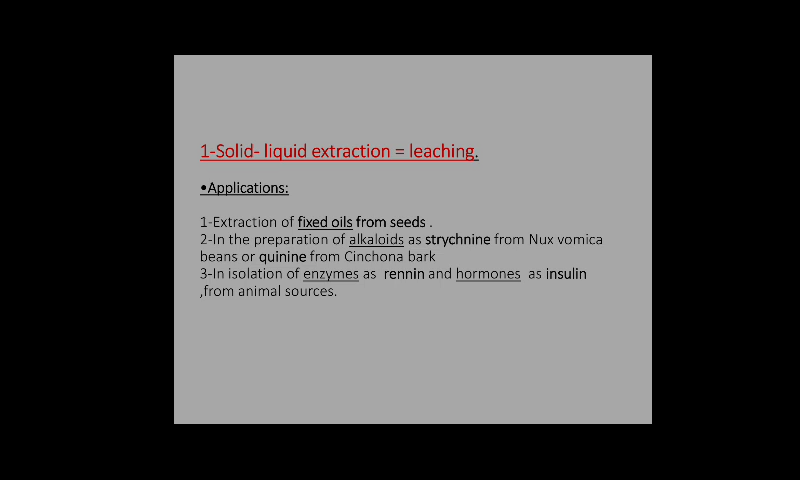 1-Solid- liquid extraction = leaching.
•Applications:
1-Extraction of fixed oils from seeds .
2-In the preparation of alkaloids as strychnine from Nux vomica
beans or quinine from Cinchona bark
3-In isolation of enzymes as  rennin and hormones  as insulin
,from animal sources.